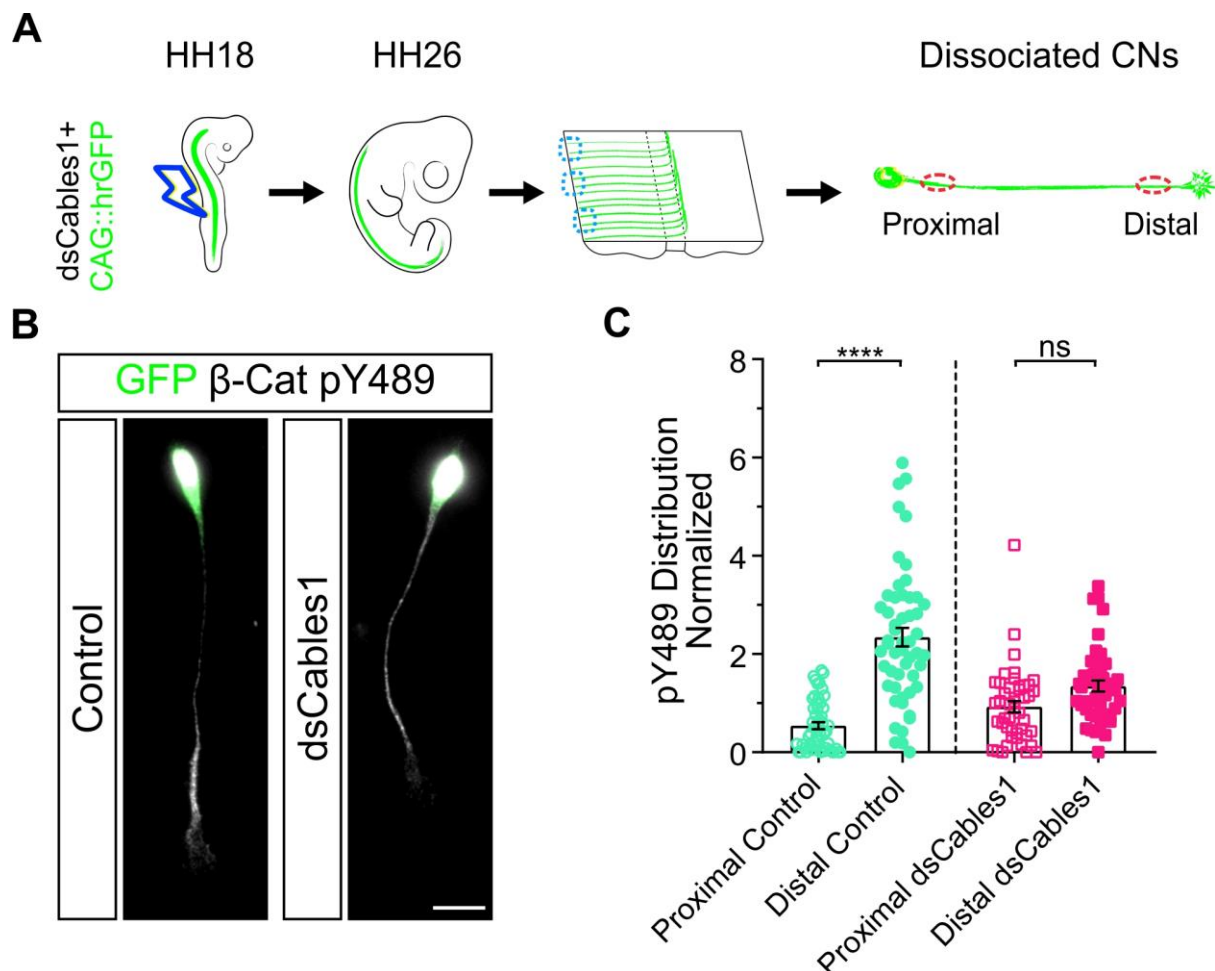 A
HH18
HH26
Dissociated CNs
dsCables1+
CAG::hrGFP
Proximal
Distal
B
GFP β-Cat pY489
Control
dsCables1
C
pY489 Distribution
Normalized
8
6
4
2
0
****
ns
Proximal Control
Distal Control
Proximal dsCables1
Distal dsCables1